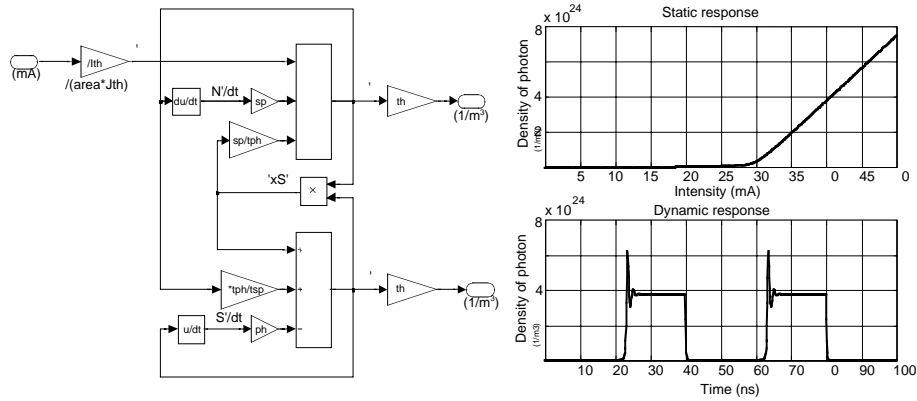 /Ith
'
(mA)
/(area*Jth)
du/dt
N'/dt
sp
'
th
(1/m³)
sp/tph
'xS'
×
+
+
−
*tph/tsp
'
th
(1/m³)
u/dt
S'/dt
ph
x 10 24
Static response
8
4
2
Density of photon
(1/m3)
5 10 15 20 25 30 35 0 45 0
Intensity (mA)
x 10 24
Dynamic response
8
4
0
Density of photon
(1/m3)
10 20 30 40 50 60 70 80 90 100
Time (ns)